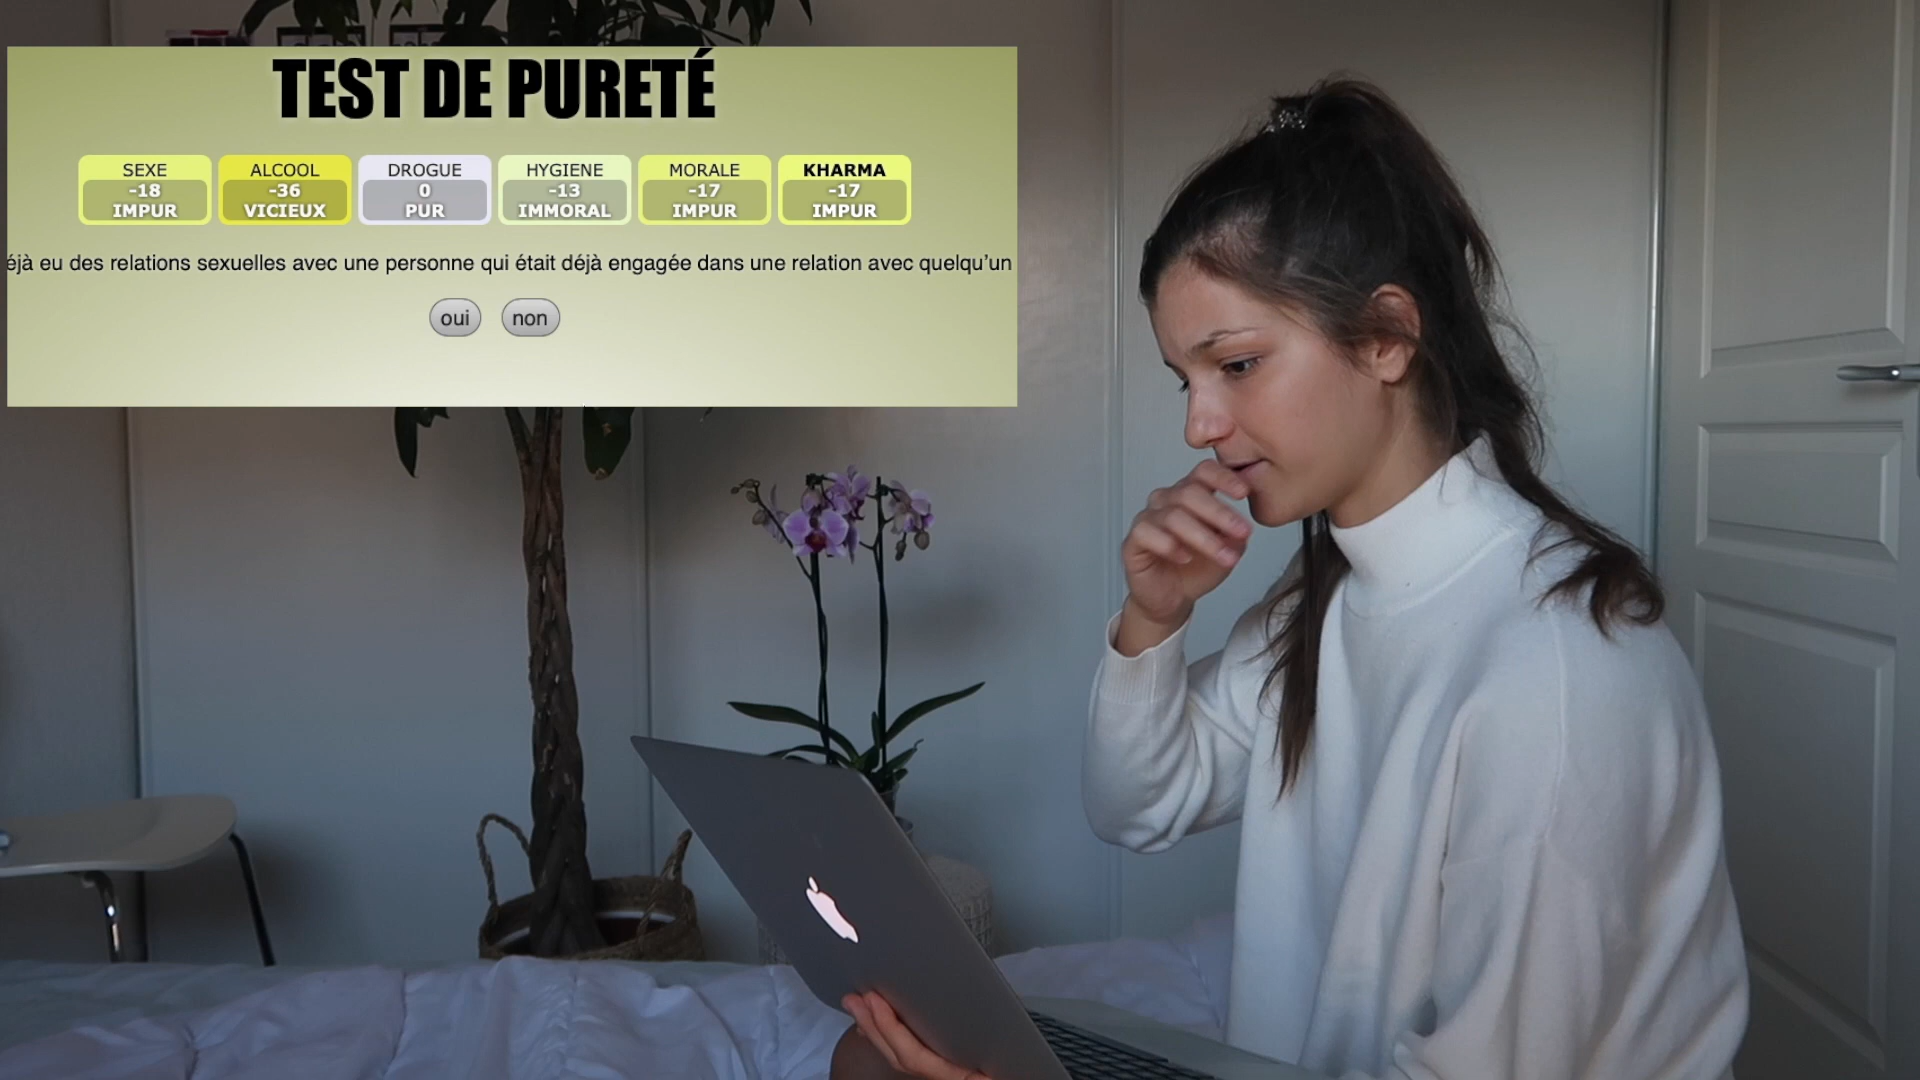 TEST DE PURETÉ
SEXE
-18
IMPUR
ALCOOL
-36
VICIEUX
DROGUE
0
PUR
HYGIENE
-13
IMMORAL
MORALE
-17
IMPUR
KHARMA
-17
IMPUR
éjà eu des relations sexuelles avec une personne qui était déjà engagée dans une relation avec quelqu'un
oui non